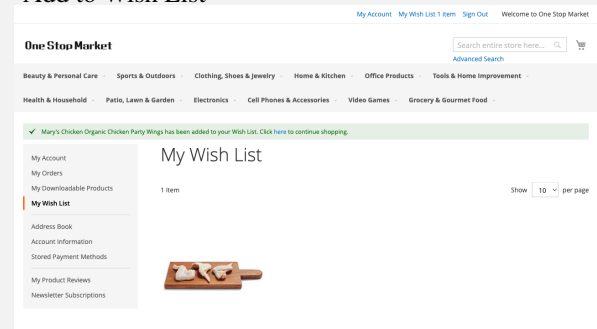 Add to Wish List
My Account My Wish List 1 item Sign Out Welcome to One Stop Market
One Stop Market
Search entire store here...
Advanced Search
Beauty & Personal Care Sports & Outdoors Clothing, Shoes & Jewelry Home & Kitchen Office Products Tools & Home Improvement
Health & Household Patio, Lawn & Garden Electronics Cell Phones & Accessories Video Games Grocery & Gourmet Food
Mary's Chicken Organic Chicken Party Wings has been added to your Wish List. Click here to continue shopping.
My Account
My Orders
My Downloadable Products
My Wish List
Address Book
Account Information
Stored Payment Methods
My Product Reviews
Newsletter Subscriptions
My Wish List
1 Item
Show 10 per page